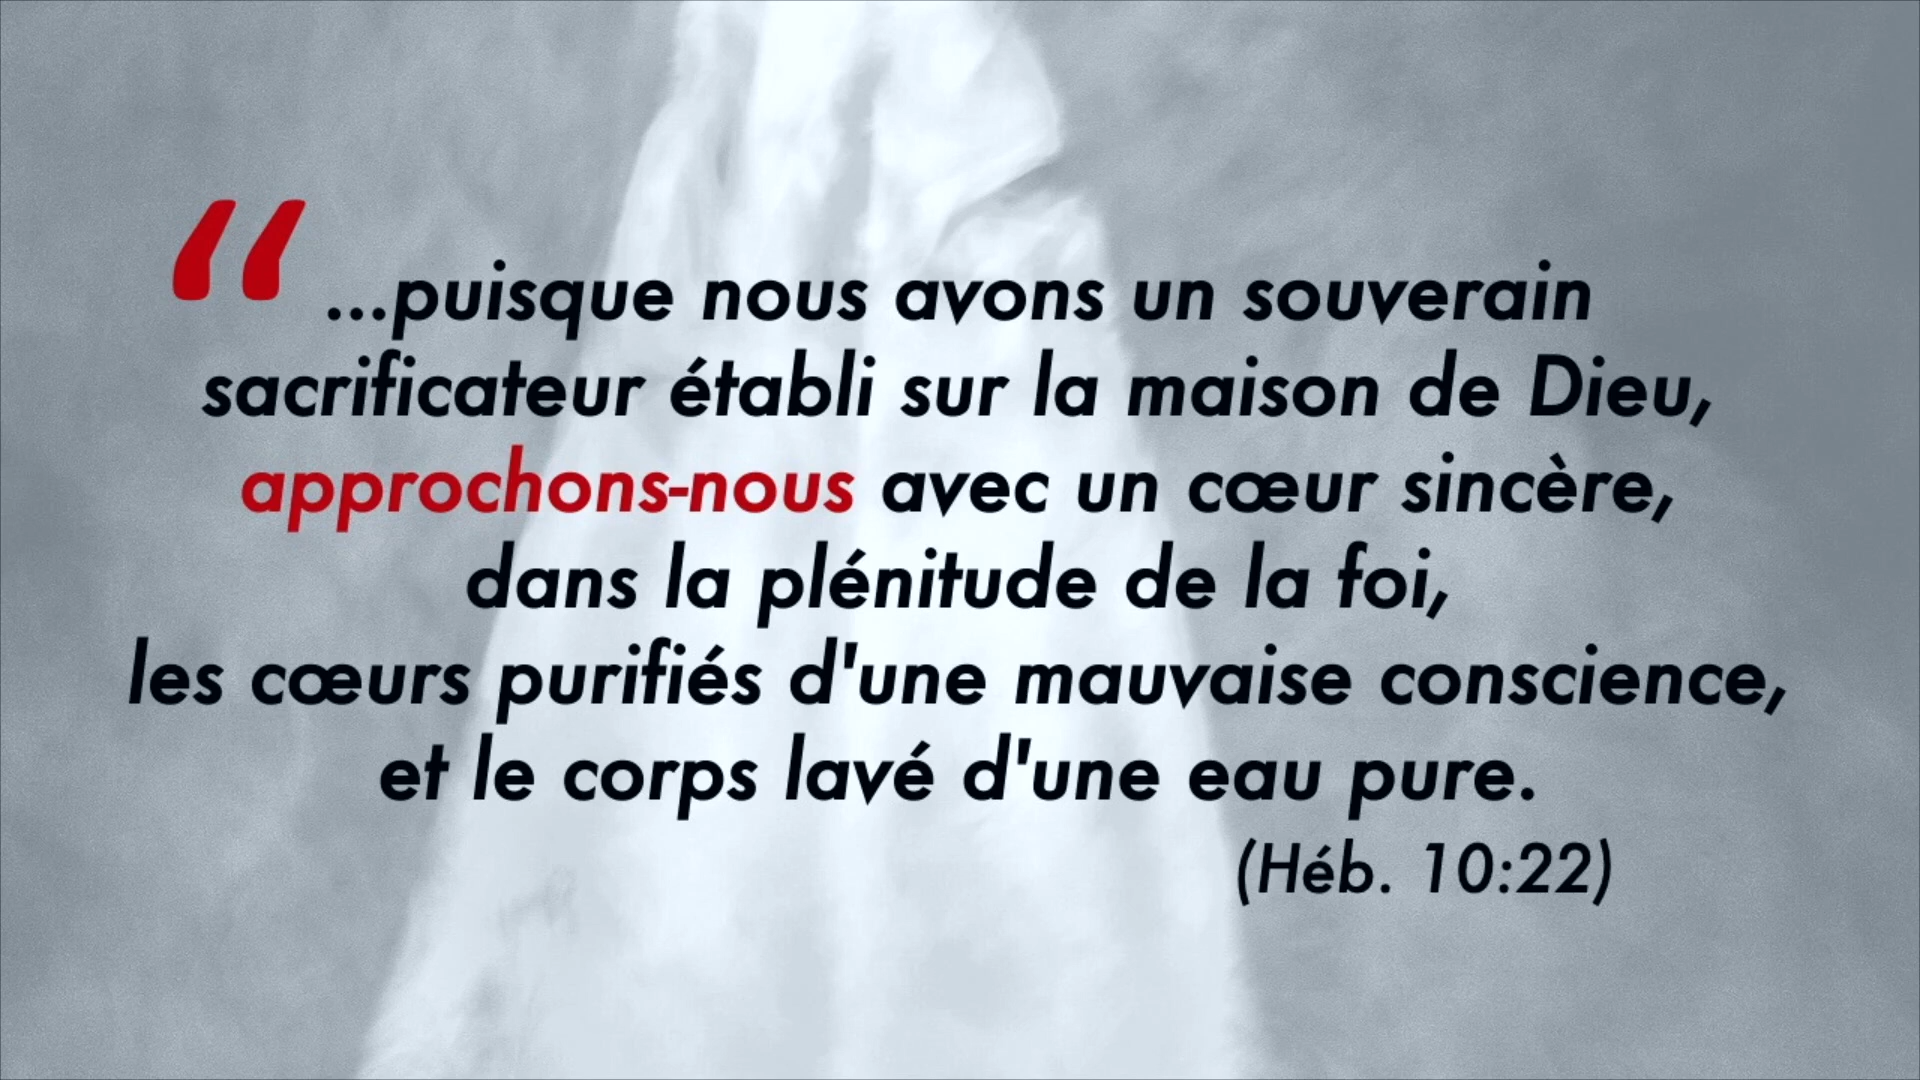 “ ...puisque nous avons un souverain
sacrificateur établi sur la maison de Dieu,
approchons-nous avec un cœur sincère,
dans la plénitude de la foi,
les cœurs purifiés d'une mauvaise conscience,
et le corps lavé d'une eau pure.
(Héb. 10:22)